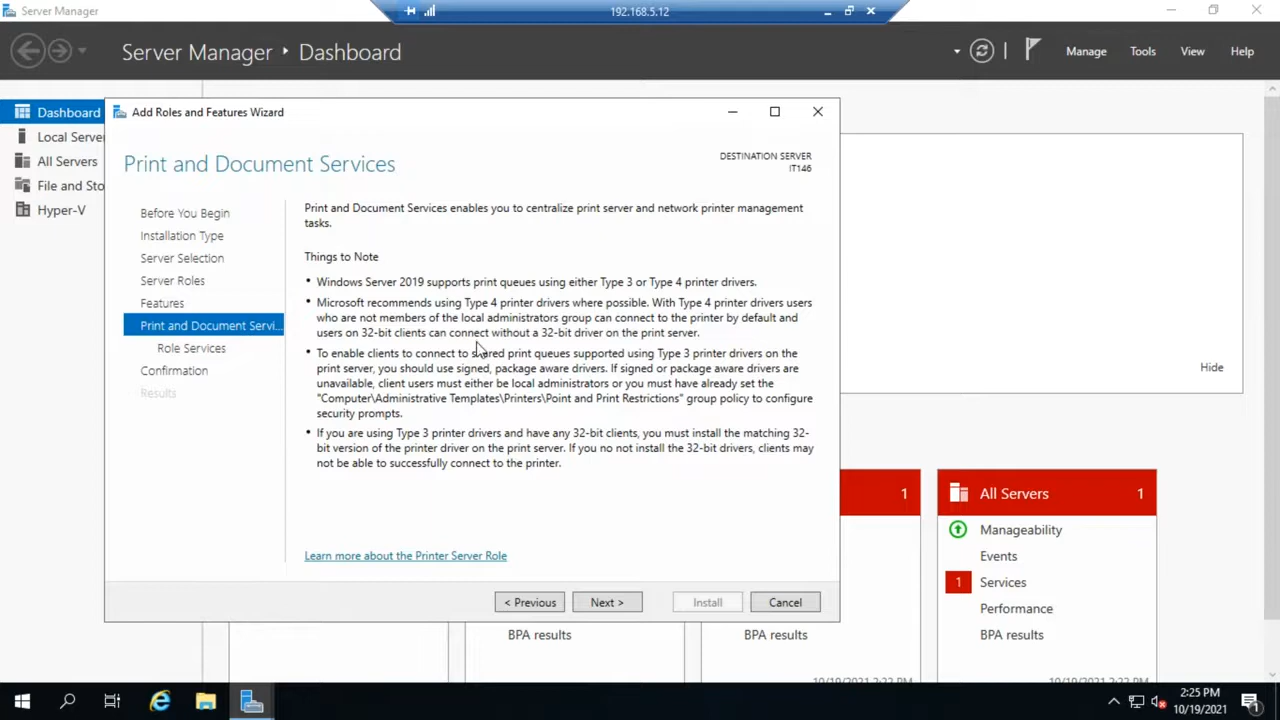 Server Manager
192.168.5.12
Server Manager ‣ Dashboard
Manage
Tools
View
Help
Dashboard
Local Server
All Servers
File and Sto
Hyper-V
Add Roles and Features Wizard
Print and Document Services
DESTINATION SERVER
IT146
Before You Begin
Installation Type
Server Selection
Server Roles
Features
Print and Document Servi...
Role Services
Confirmation
Results
Print and Document Services enables you to centralize print server and network printer management
tasks.
Things to Note
• Windows Server 2019 supports print queues using either Type 3 or Type 4 printer drivers.
• Microsoft recommends using Type 4 printer drivers where possible. With Type 4 printer drivers users
who are not members of the local administrators group can connect to the printer by default and
users on 32-bit clients can connect without a 32-bit driver on the print server.
• To enable clients to connect to shared print queues supported using Type 3 printer drivers on the
print server, you should use signed, package aware drivers. If signed or package aware drivers are
unavailable, client users must either be local administrators or you must have already set the
"Computer\Administrative Templates\Printers\Point and Print Restrictions" group policy to configure
security prompts.
• If you are using Type 3 printer drivers and have any 32-bit clients, you must install the matching 32-
bit version of the printer driver on the print server. If you no not install the 32-bit drivers, clients may
not be able to successfully connect to the printer.
Learn more about the Printer Server Role
< Previous
Next >
Install
Cancel
Hide
1
All Servers
1
Manageability
Events
1
Services
Performance
BPA results
BPA results
BPA results
10/19/2021 2:22 PM
10/19/2021 2:22 PM
2:25 PM
10/19/2021
1